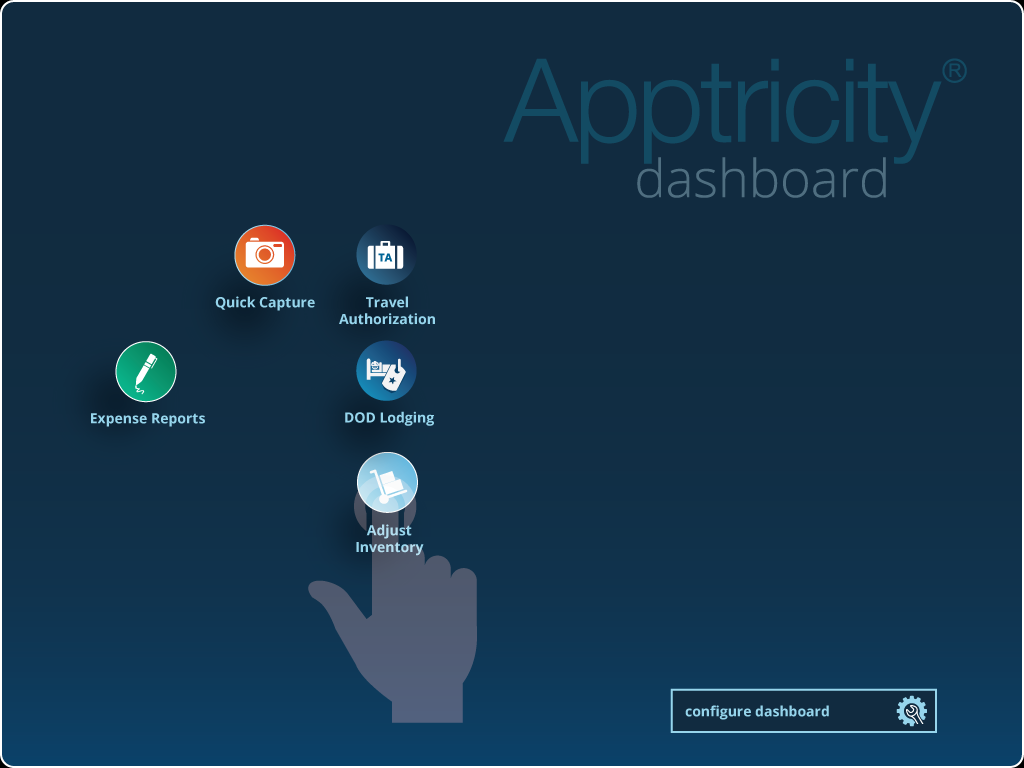 Apptricity®
dashboard
Quick Capture
TA
Travel
Authorization
Expense Reports
DOD Lodging
Adjust
Inventory
configure dashboard